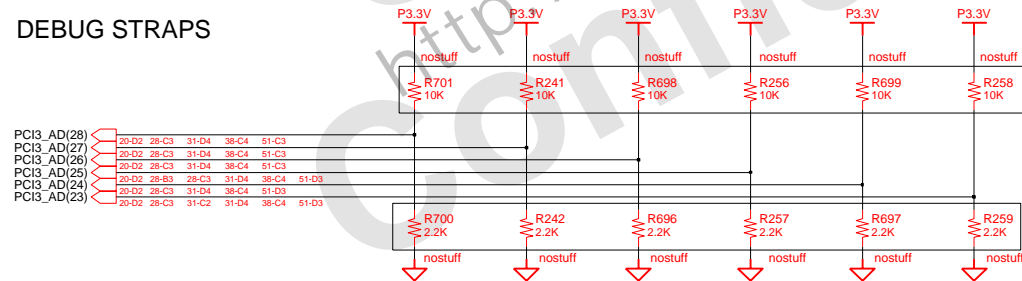 DEBUG STRAPS
P3.3V P3.3V P3.3V P3.3V P3.3V P3.3V
nostuff nostuff nostuff nostuff nostuff nostuff
R701 R241 R698 R256 R699 R258
10K 10K 10K 10K 10K 10K
PCI3_AD(28)
20-D2 28-C3 31-D4 38-C4 51-C3
PCI3_AD(27)
20-D2 28-C3 31-D4 38-C4 51-C3
PCI3_AD(26)
20-D2 28-C3 31-D4 38-C4 51-C3
PCI3_AD(25)
20-D2 28-B3 28-C3 31-D4 38-C4 51-D3
PCI3_AD(24)
20-D2 28-C3 31-D4 38-C4 51-D3
PCI3_AD(23)
20-D2 28-C3 31-C2 31-D4 38-C4 51-D3
R700 R242 R696 R257 R697 R259
2.2K 2.2K 2.2K 2.2K 2.2K 2.2K
nostuff nostuff nostuff nostuff nostuff nostuff
http
Confi